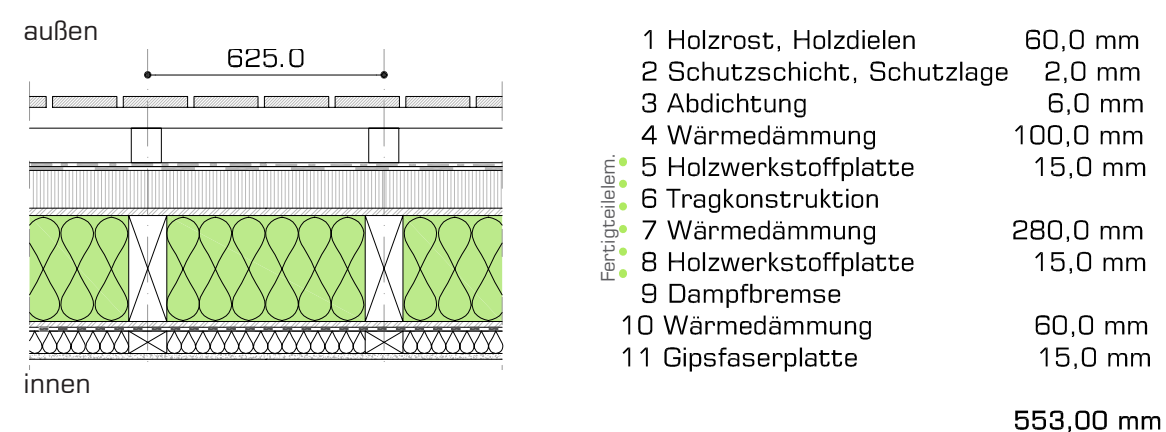 außen
625.0
innen
1 Holzrost, Holzdielen 60,0 mm
2 Schutzschicht, Schutzlage 2,0 mm
3 Abdichtung 6,0 mm
4 Wärmedämmung 100,0 mm
Fertigteilelem.
5 Holzwerkstoffplatte 15,0 mm
6 Tragkonstruktion
7 Wärmedämmung 280,0 mm
8 Holzwerkstoffplatte 15,0 mm
9 Dampfbremse
10 Wärmedämmung 60,0 mm
11 Gipsfaserplatte 15,0 mm
553,00 mm